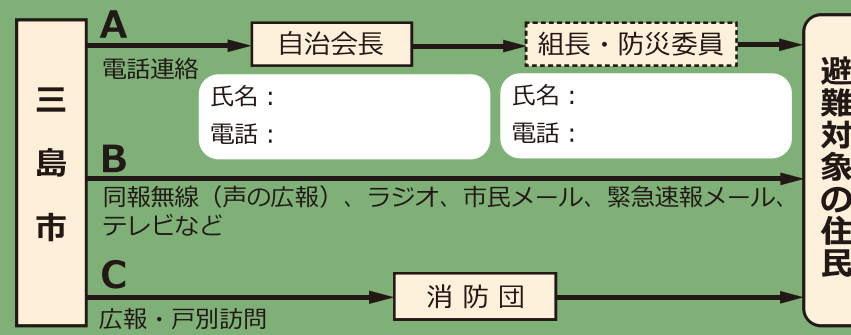 三島市
A
電話連絡
自治会長
組長・防災委員
氏名：
電話：
氏名：
電話：
B
同報無線（声の広報）、ラジオ、市民メール、緊急速報メール、
テレビなど
C
広報・戸別訪問
消防団
避難対象の住民